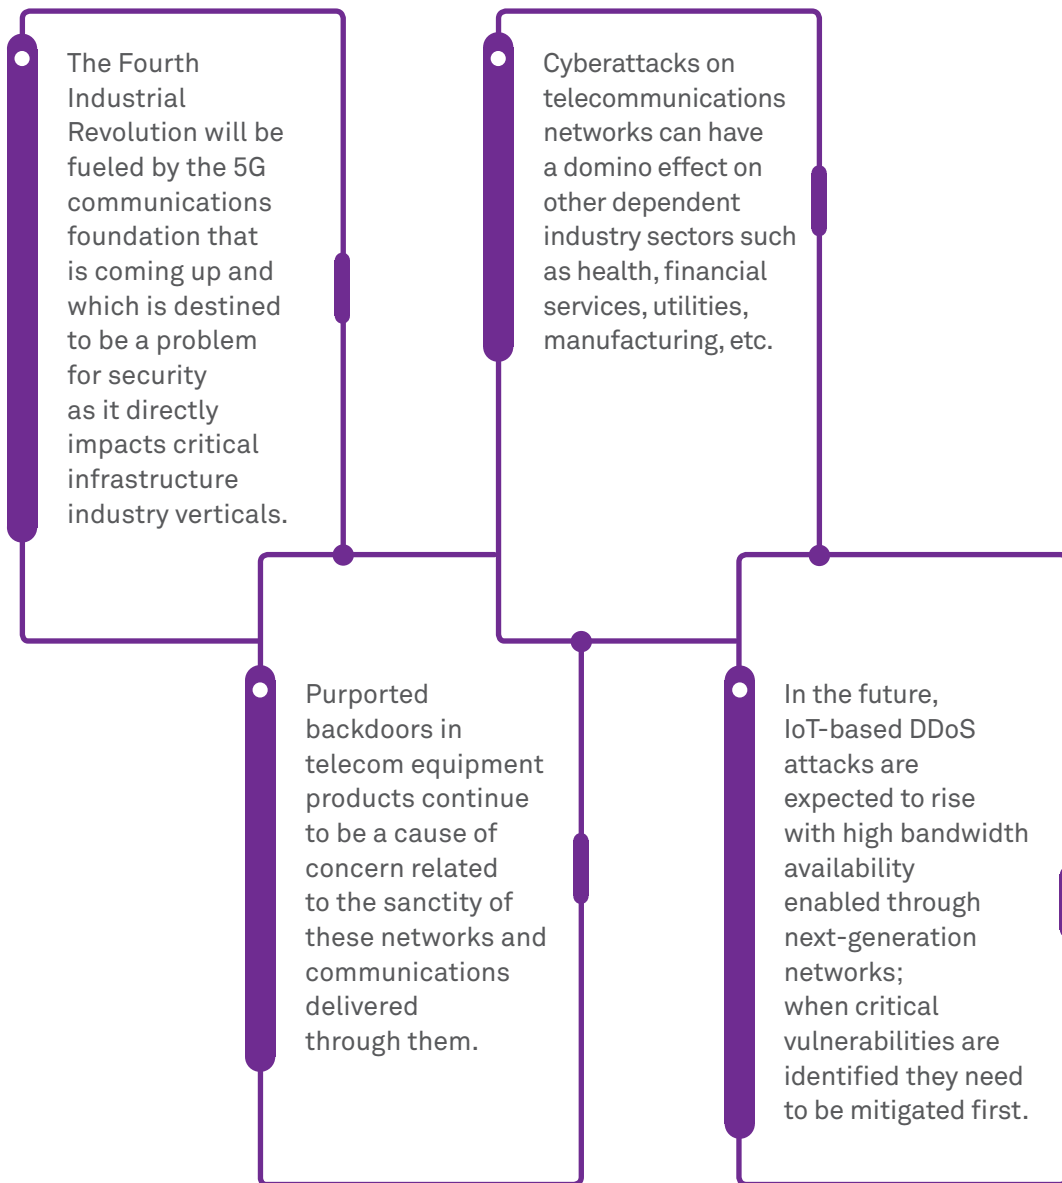 The Fourth
Industrial
Revolution will be
fueled by the 5G
communications
foundation that
is coming up and
which is destined
to be a problem
for security
as it directly
impacts critical
infrastructure
industry verticals.
Purported
backdoors in
telecom equipment
products continue
to be a cause of
concern related
to the sanctity of
these networks and
communications
delivered
through them.
Cyberattacks on
telecommunications
networks can have
a domino effect on
other dependent
industry sectors such
as health, financial
services, utilities,
manufacturing, etc.
In the future,
IoT-based DDoS
attacks are
expected to rise
with high bandwidth
availability
enabled through
next-generation
networks;
when critical
vulnerabilities are
identified they need
to be mitigated first.